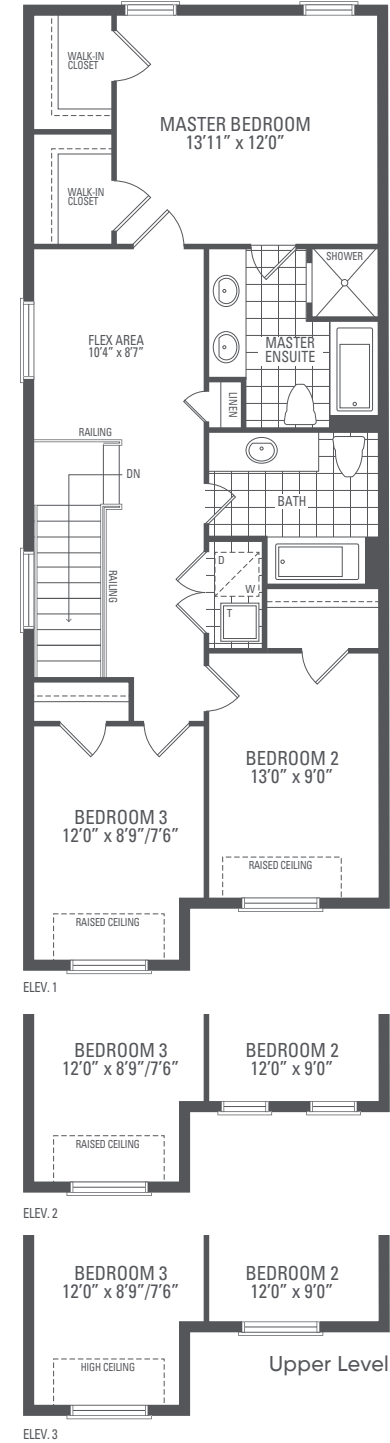 WALK-IN
CLOSET
MASTER BEDROOM
13'11" x 12'0"
WALK-IN
CLOSET
SHOWER
FLEX AREA
10'4" x 8'7"
MASTER
ENSUITE
LINEN
RAILING
DN
BATH
RAILING
D
W
T
BEDROOM 2
13'0" x 9'0"
BEDROOM 3
12'0" x 8'9"/7'6"
RAISED CEILING
RAISED CEILING
ELEV. 1
BEDROOM 3
12'0" x 8'9"/7'6"
BEDROOM 2
12'0" x 9'0"
RAISED CEILING
ELEV. 2
BEDROOM 3
12'0" x 8'9"/7'6"
BEDROOM 2
12'0" x 9'0"
HIGH CEILING
Upper Level
ELEV. 3